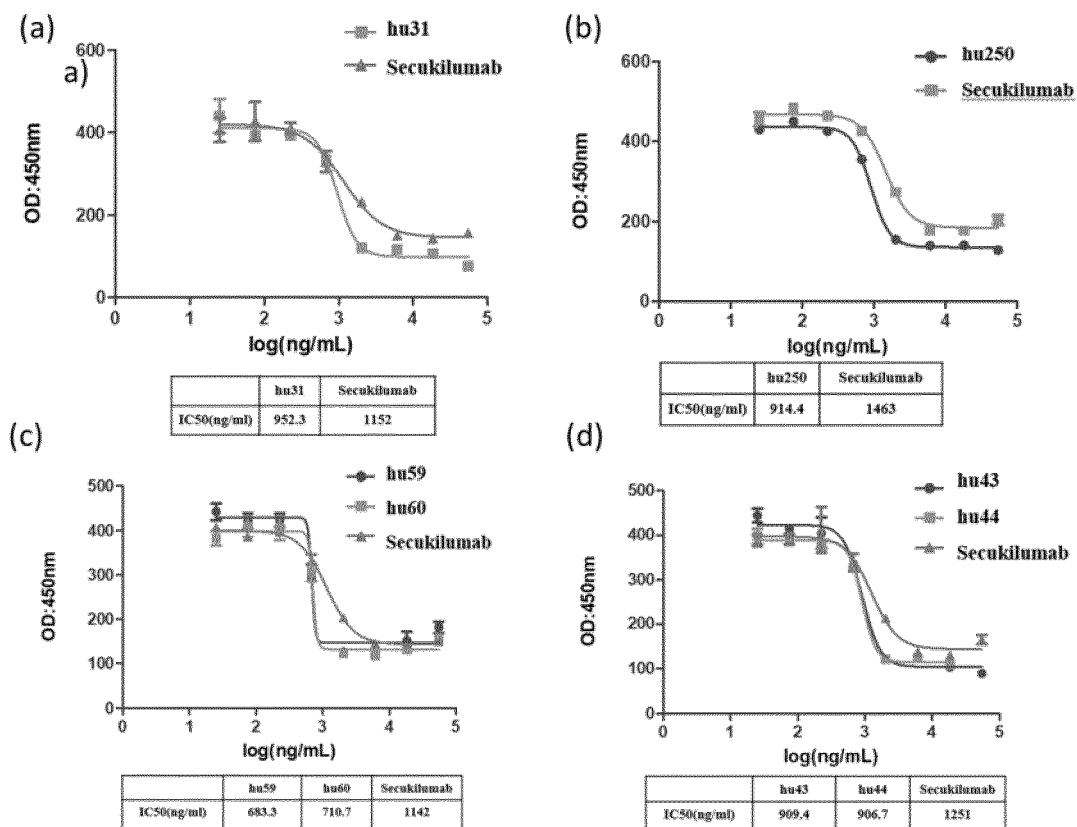 (a)
a)
hu31
Secukilumab
600
400
200
0
OD:450nm
0 1 2 3 4 5
log(ng/mL)
hu31 Secukilumab
IC50(ng/ml) 952.3 1152
(b)
hu250
Secukilumab
600
400
200
0
OD:450nm
0 1 2 3 4 5
log(ng/mL)
hu250 Secukilumab
IC50(ng/ml) 914.4 1463
(c)
hu59
hu60
Secukilumab
500
400
300
200
100
0
OD:450nm
0 1 2 3 4 5
log(ng/mL)
hu59 hu60 Secukilumab
IC50(ng/ml) 683.3 710.7 1142
(d)
hu43
hu44
Secukilumab
500
400
300
200
100
0
OD:450nm
0 1 2 3 4 5
log(ng/mL)
hu43 hu44 Secukilumab
IC50(ng/ml) 909.4 906.7 1251